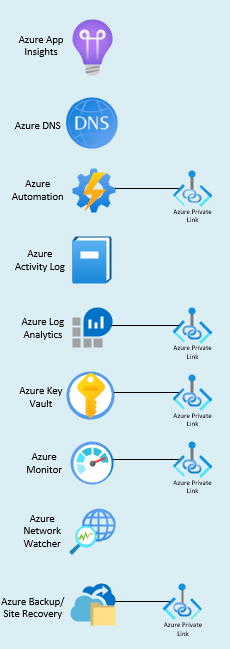 Azure App
Insights
Azure DNS
DNS
Azure
Automation
Azure Private
Link
Azure
Activity Log
Azure Log
Analytics
Azure Private
Link
Azure Key
Vault
Azure Private
Link
Azure
Monitor
Azure Private
Link
Azure
Network
Watcher
Azure Backup/
Site Recovery
Azure Private
Link